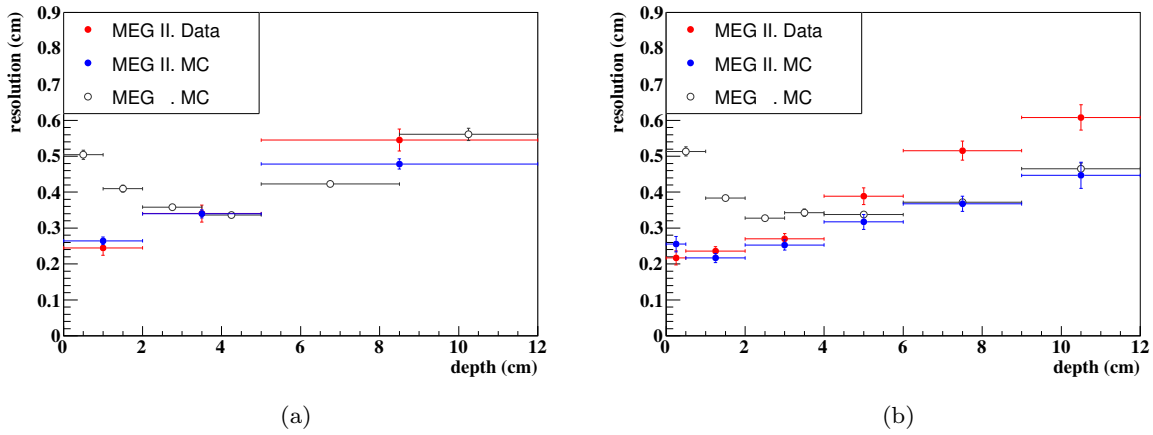 resolution (cm)
0.9
0.8
0.7
0.6
0.5
0.4
0.3
0.2
0.1
0
MEG II. Data
MEG II. MC
MEG . MC
0 2 4 6 8 10 12
depth (cm)
(a)
resolution (cm)
0.9
0.8
0.7
0.6
0.5
0.4
0.3
0.2
0.1
0
MEG II. Data
MEG II. MC
MEG . MC
0 2 4 6 8 10 12
depth (cm)
(b)